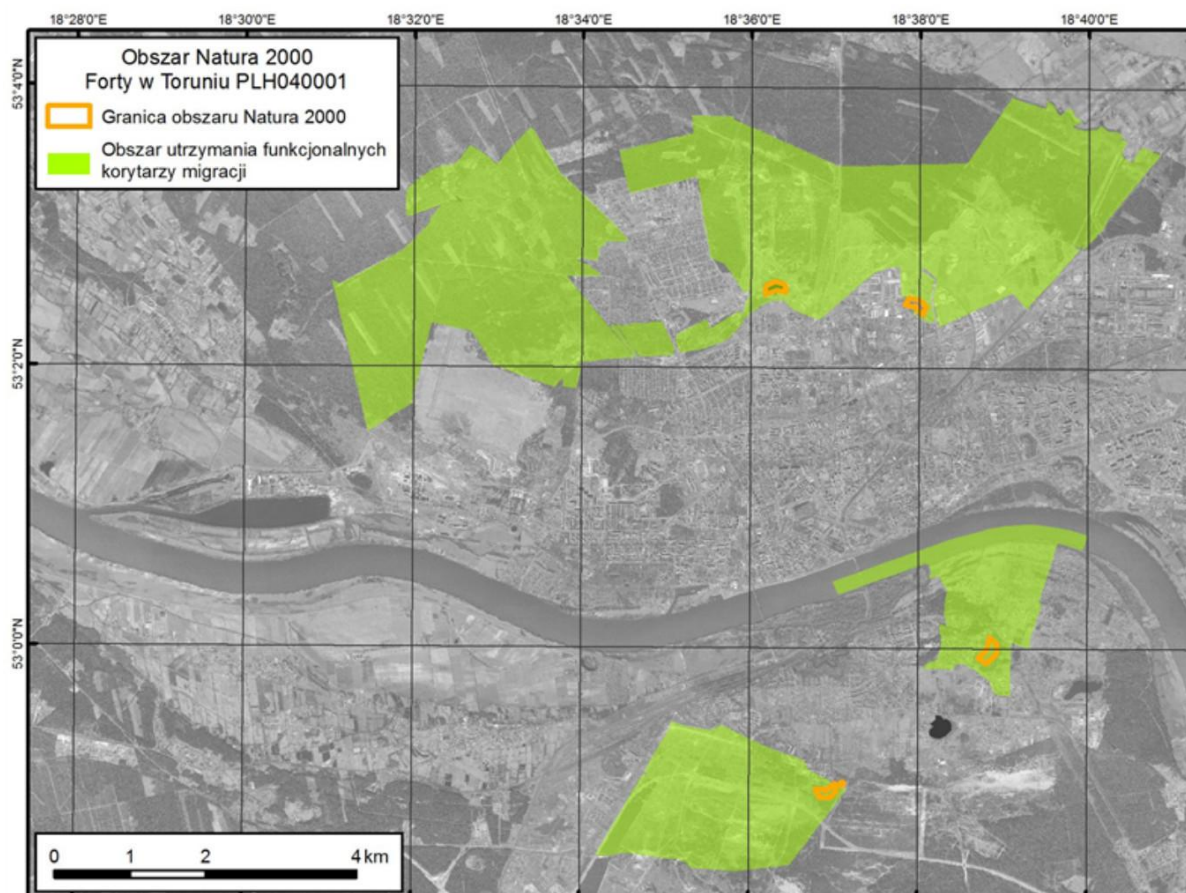 18°28'0"E 18°30'0"E 18°32'0"E 18°34'0"E 18°36'0"E 18°38'0"E 18°40'0"E
Obszar Natura 2000
Forty w Toruniu PLH040001
Granica obszaru Natura 2000
Obszar utrzymania funkcjonalnych
korytarzy migracji
53°4'0"N
53°2'0"N
53°0'0"N
0 1 2 4 km